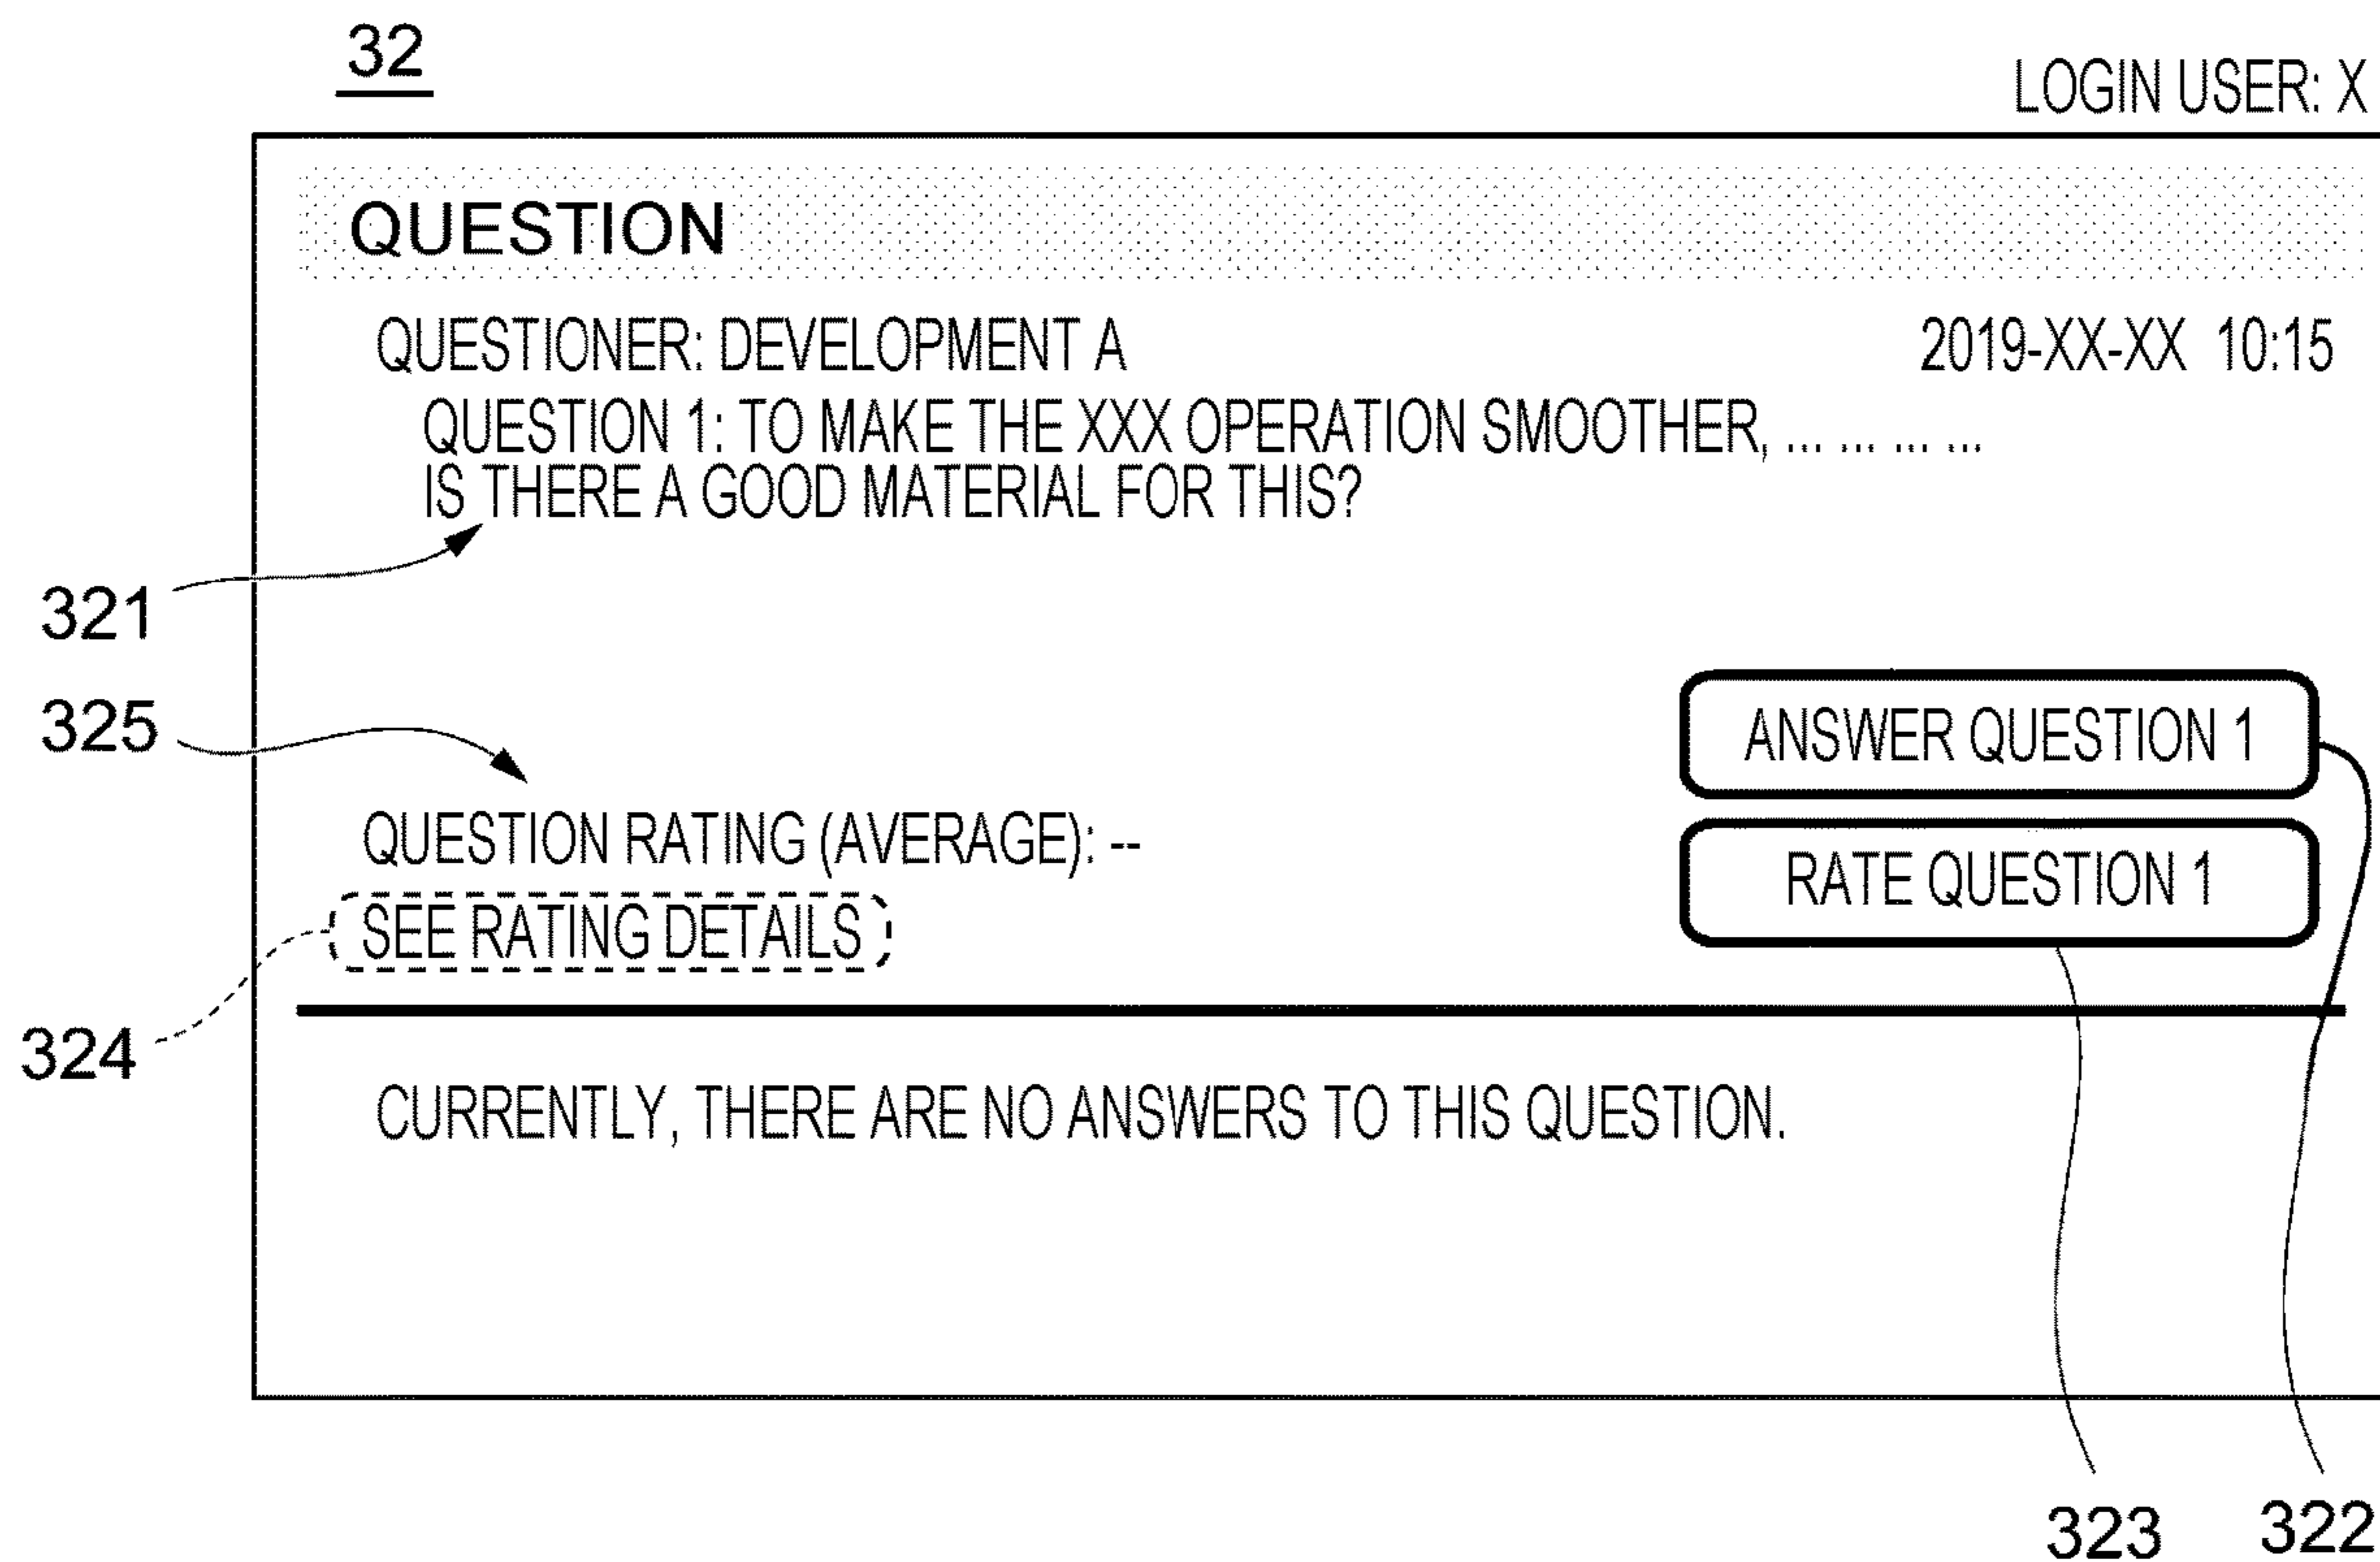 32
LOGIN USER: X
QUESTION
QUESTIONER: DEVELOPMENT A 2019-XX-XX 10:15
QUESTION 1: TO MAKE THE XXX OPERATION SMOOTHER, ... ... ... ...
IS THERE A GOOD MATERIAL FOR THIS?
321
325
ANSWER QUESTION 1
QUESTION RATING (AVERAGE): --
RATE QUESTION 1
SEE RATING DETAILS
324
CURRENTLY, THERE ARE NO ANSWERS TO THIS QUESTION.
323 322